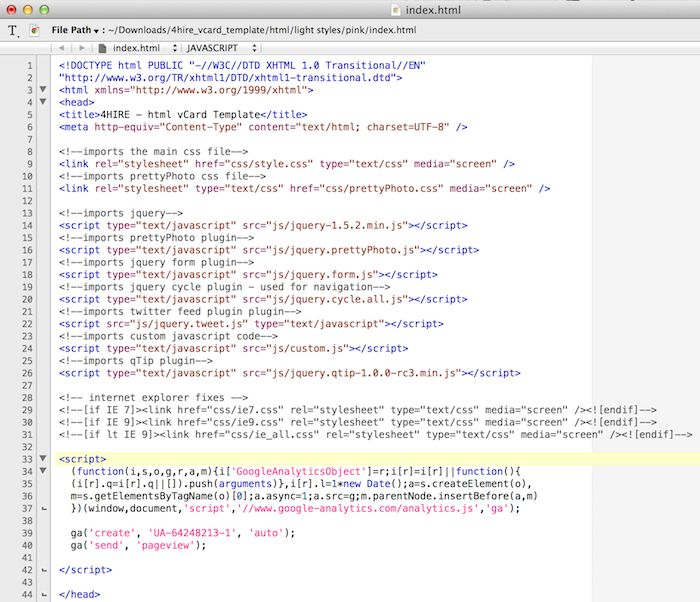 index.html
File Path ▾ : ~/Downloads/4hire_vcard_template/html/light styles/pink/index.html
index.html JAVASCRIPT
1 <!DOCTYPE html PUBLIC "-//W3C//DTD XHTML 1.0 Transitional//EN"
2 "http://www.w3.org/TR/xhtml1/DTD/xhtml1-transitional.dtd">
3 <html xmlns="http://www.w3.org/1999/xhtml">
4 <head>
5 <title>4HIRE - html vCard Template</title>
6 <meta http-equiv="Content-Type" content="text/html; charset=UTF-8" />
7
8 <!--imports the main css file-->
9 <link rel="stylesheet" href="css/style.css" type="text/css" media="screen" />
10 <!--imports prettyPhoto css file-->
11 <link rel="stylesheet" type="text/css" href="css/prettyPhoto.css" media="screen" />
12
13 <!--imports jquery-->
14 <script type="text/javascript" src="js/jquery-1.5.2.min.js"></script>
15 <!--imports prettyPhoto plugin-->
16 <script type="text/javascript" src="js/jquery.prettyPhoto.js"></script>
17 <!--imports jquery form plugin-->
18 <script type="text/javascript" src="js/jquery.form.js"></script>
19 <!--imports jquery cycle plugin - used for navigation-->
20 <script type="text/javascript" src="js/jquery.cycle.all.js"></script>
21 <!--imports twitter feed plugin plugin-->
22 <script src="js/jquery.tweet.js" type="text/javascript"></script>
23 <!--imports custom javascript code-->
24 <script type="text/javascript" src="js/custom.js"></script>
25 <!--imports qTip plugin-->
26 <script type="text/javascript" src="js/jquery.qtip-1.0.0-rc3.min.js"></script>
27
28 <!-- internet explorer fixes -->
29 <!--[if IE 7]><link href="css/ie7.css" rel="stylesheet" type="text/css" media="screen" /><![endif]-->
30 <!--[if IE 9]><link href="css/ie9.css" rel="stylesheet" type="text/css" media="screen" /><![endif]-->
31 <!--[if lt IE 9]><link href="css/ie_all.css" rel="stylesheet" type="text/css" media="screen" /><![endif]-->
32
33 <script>
34 (function(i,s,o,g,r,a,m){i['GoogleAnalyticsObject']=r;i[r]=i[r]||function(){
35 (i[r].q=i[r].q||[]).push(arguments)},i[r].l=1*new Date();a=s.createElement(o),
36 m=s.getElementsByTagName(o)[0];a.async=1;a.src=g;m.parentNode.insertBefore(a,m)
37 })(window,document,'script','//www.google-analytics.com/analytics.js','ga');
38
39 ga('create', 'UA-64248213-1', 'auto');
40 ga('send', 'pageview');
41
42 </script>
43
44 </head>